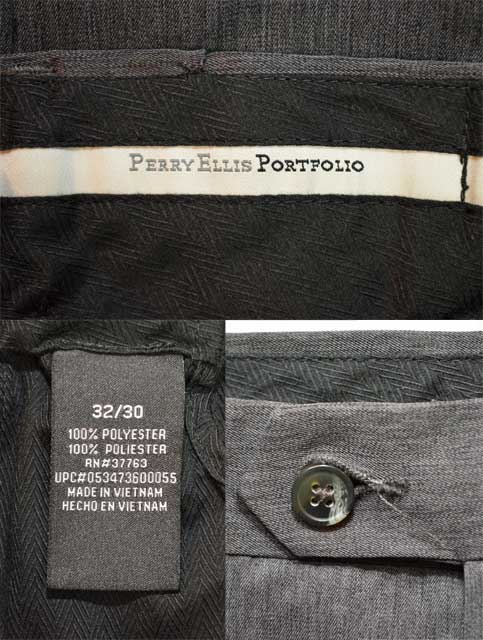 PERRY ELLIS PORTFOLIO
32/30
100% POLYESTER
100% POLIESTER
RN#37763
UPC#053473600055
MADE IN VIETNAM
HECHO EN VIETNAM